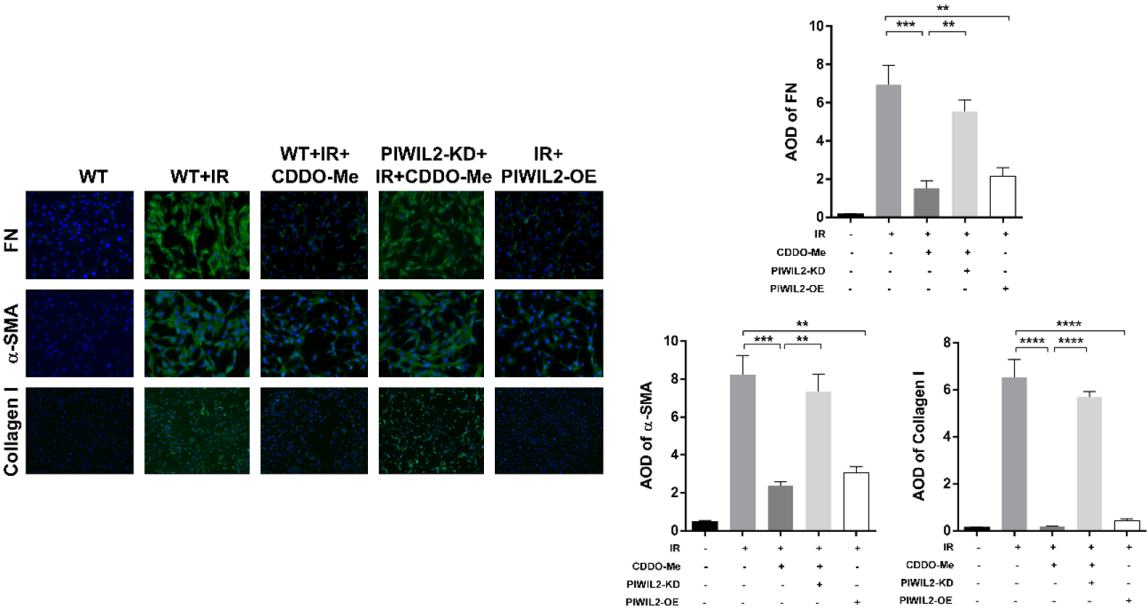 WT
WT+IR
WT+IR+
CDDO-Me
PIWIL2-KD+
IR+CDDO-Me
IR+
PIWIL2-OE
FN
α-SMA
Collagen I
AOD of FN
10
8
6
4
2
0
**
*** **
IR - + + + +
CDDO-Me - - + + -
PIWIL2-KD - - - + -
PIWIL2-OE - - - - +
AOD of α-SMA
10
8
6
4
2
0
**
*** **
IR - + + + +
CDDO-Me - - + + -
PIWIL2-KD - - - + -
PIWIL2-OE - - - - +
AOD of Collagen I
8
6
4
2
0
****
**** ****
IR - + + + +
CDDO-Me - - + + -
PIWIL2-KD - - - + -
PIWIL2-OE - - - - +